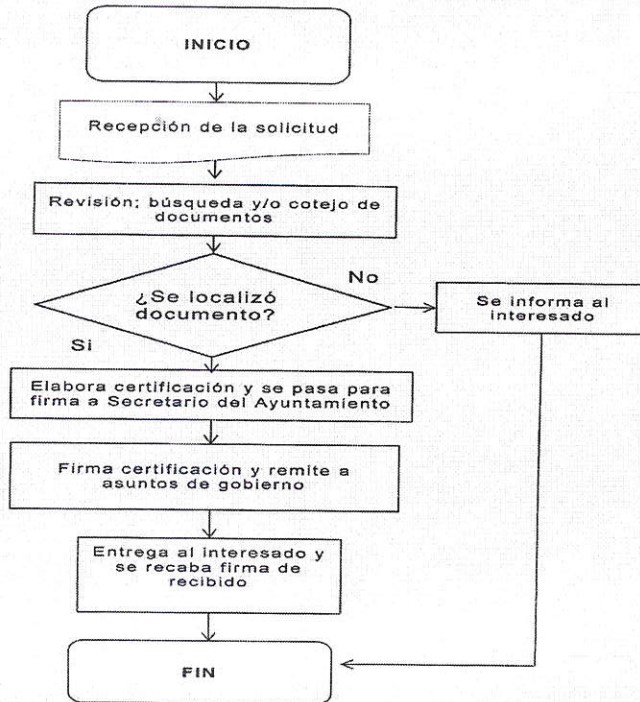 INICIO
Recepción de la solicitud
Revisión; búsqueda y/o cotejo de
documentos
¿Se localizó
documento?
No
Se informa al
interesado
Si
Elabora certificación y se pasa para
firma a Secretario del Ayuntamiento
Firma certificación y remite a
asuntos de gobierno
Entrega al interesado y
se recaba firma de
recibido
FIN